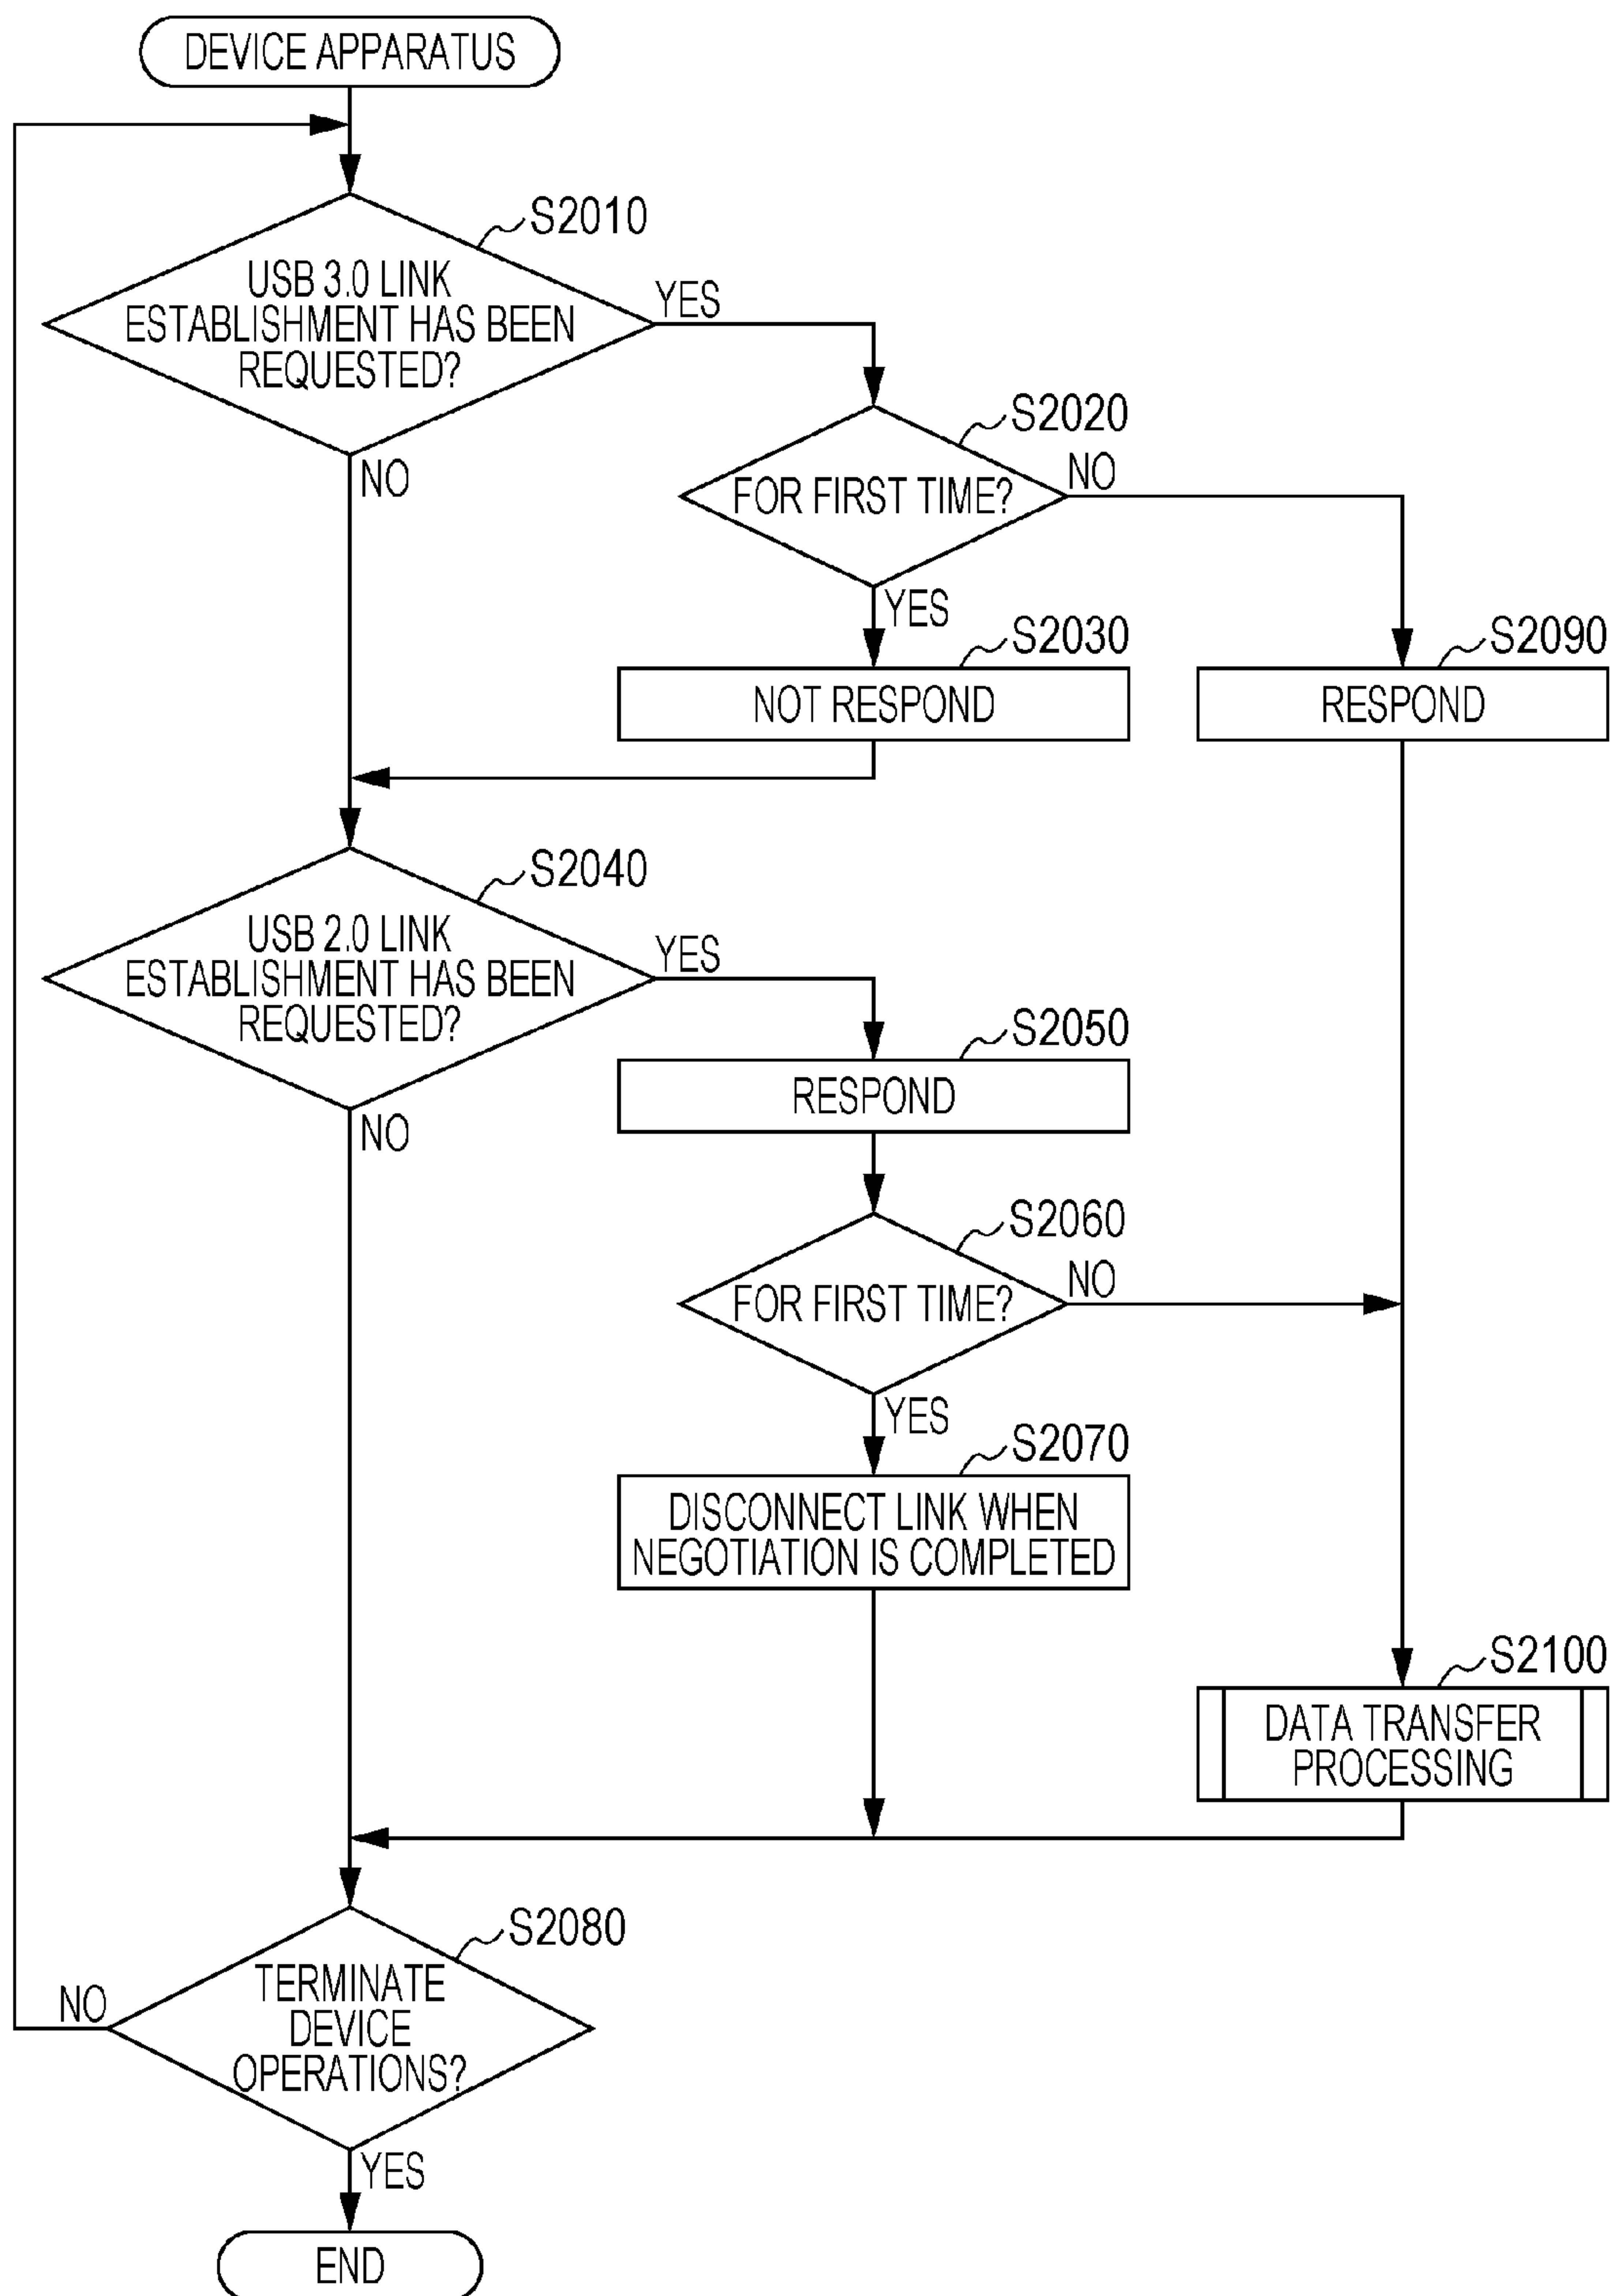 DEVICE APPARATUS
S2010
USB 3.0 LINK
ESTABLISHMENT HAS BEEN
REQUESTED?
YES
NO
S2020
FOR FIRST TIME?
NO
YES
S2030
NOT RESPOND
S2090
RESPOND
S2040
USB 2.0 LINK
ESTABLISHMENT HAS BEEN
REQUESTED?
YES
NO
S2050
RESPOND
S2060
FOR FIRST TIME?
NO
YES
S2070
DISCONNECT LINK WHEN
NEGOTIATION IS COMPLETED
S2100
DATA TRANSFER
PROCESSING
S2080
TERMINATE
DEVICE
OPERATIONS?
NO
YES
END